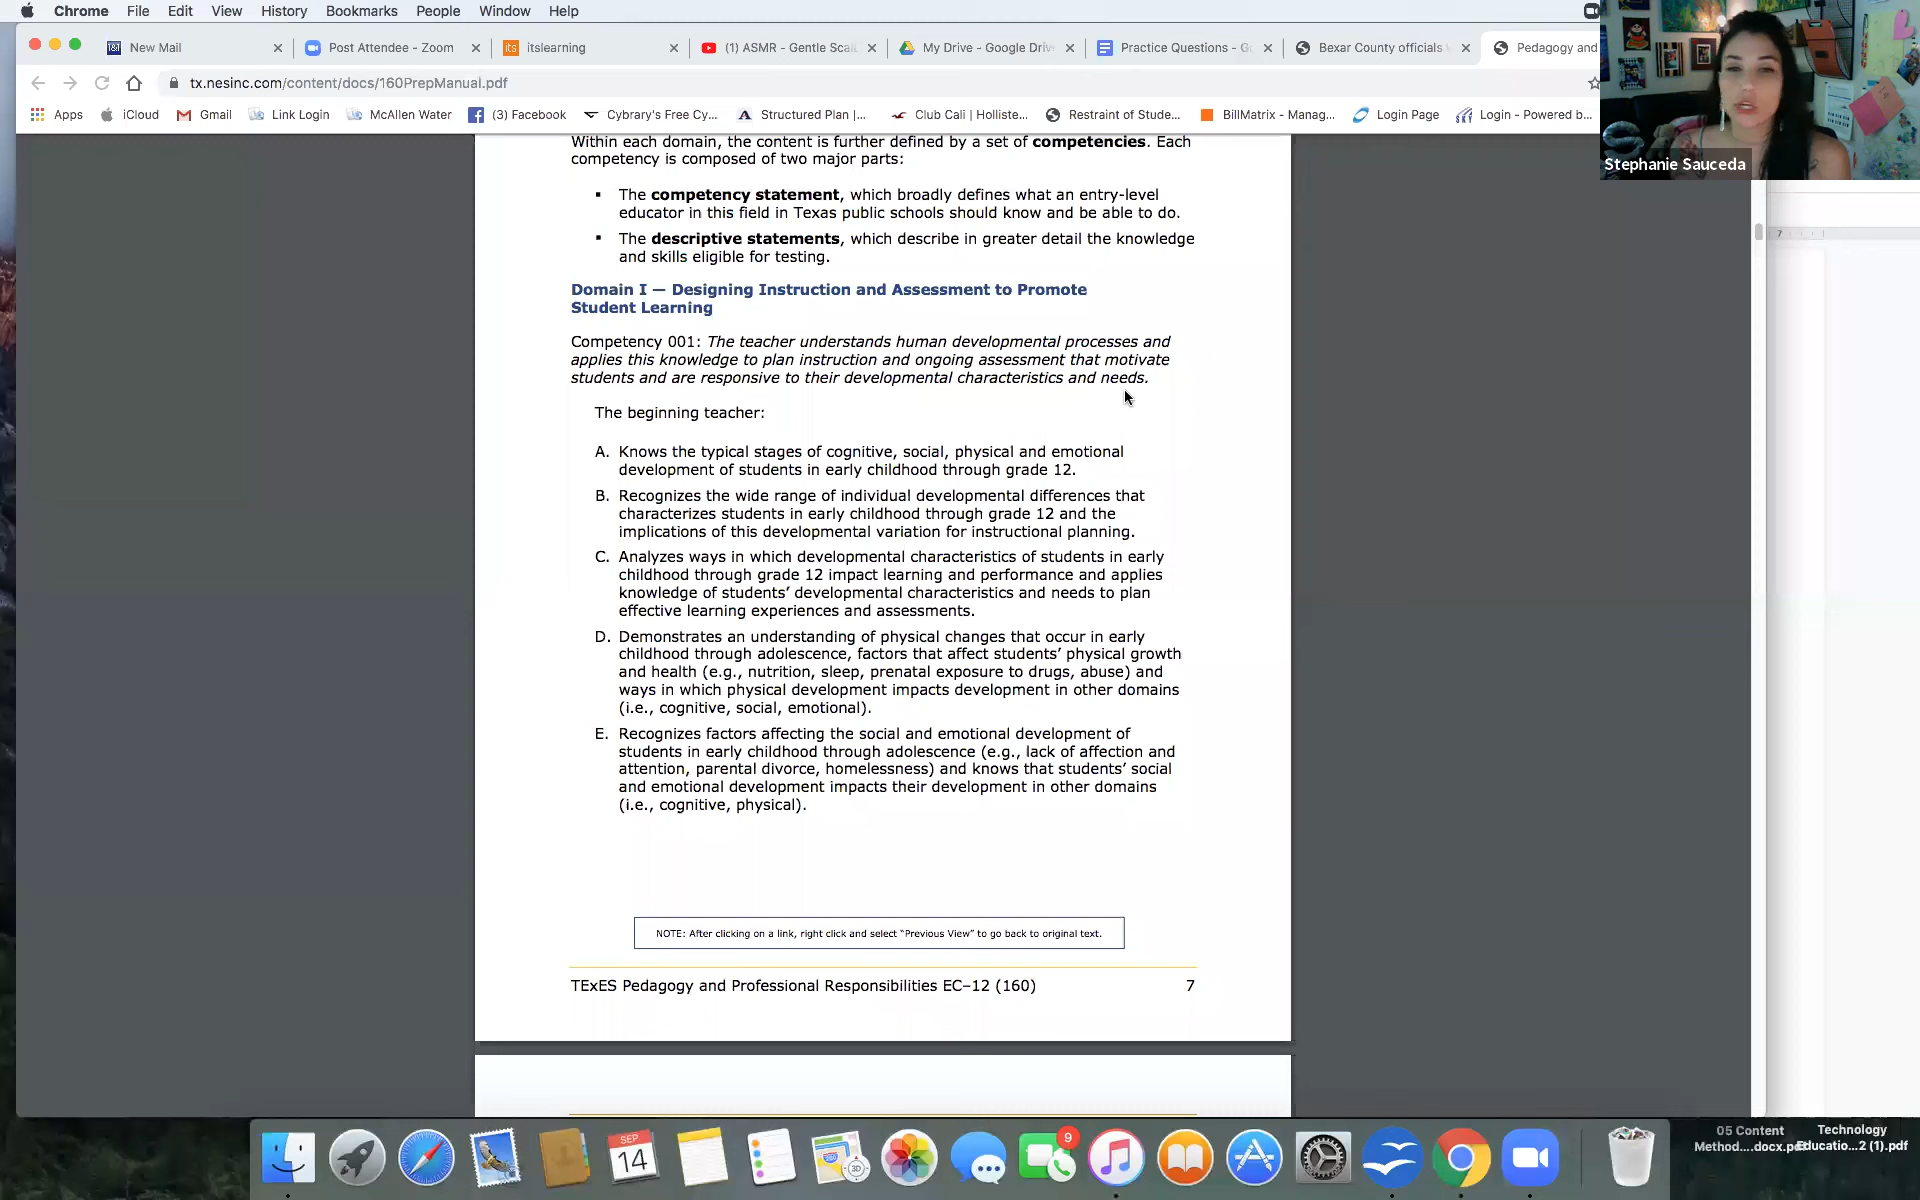 Chrome File Edit View History Bookmarks People Window Help
New Mail
Post Attendee - Zoom
itslearning
(1) ASMR - Gentle Scal
My Drive - Google Driv
Practice Questions - G
Bexar County officials
Pedagogy and
tx.nesinc.com/content/docs/160PrepManual.pdf
Apps iCloud Gmail Link Login McAllen Water (3) Facebook Cybrary's Free Cy... Structured Plan |... Club Cali | Holliste... Restraint of Stude... BillMatrix - Manag... Login Page Login - Powered b...
Stephanie Sauceda
Within each domain, the content is further defined by a set of competencies. Each
competency is composed of two major parts:
▪ The competency statement, which broadly defines what an entry-level
educator in this field in Texas public schools should know and be able to do.
▪ The descriptive statements, which describe in greater detail the knowledge
and skills eligible for testing.
Domain I — Designing Instruction and Assessment to Promote
Student Learning
Competency 001: The teacher understands human developmental processes and
applies this knowledge to plan instruction and ongoing assessment that motivate
students and are responsive to their developmental characteristics and needs.
The beginning teacher:
A. Knows the typical stages of cognitive, social, physical and emotional
development of students in early childhood through grade 12.
B. Recognizes the wide range of individual developmental differences that
characterizes students in early childhood through grade 12 and the
implications of this developmental variation for instructional planning.
C. Analyzes ways in which developmental characteristics of students in early
childhood through grade 12 impact learning and performance and applies
knowledge of students' developmental characteristics and needs to plan
effective learning experiences and assessments.
D. Demonstrates an understanding of physical changes that occur in early
childhood through adolescence, factors that affect students' physical growth
and health (e.g., nutrition, sleep, prenatal exposure to drugs, abuse) and
ways in which physical development impacts development in other domains
(i.e., cognitive, social, emotional).
E. Recognizes factors affecting the social and emotional development of
students in early childhood through adolescence (e.g., lack of affection and
attention, parental divorce, homelessness) and knows that students' social
and emotional development impacts their development in other domains
(i.e., cognitive, physical).
NOTE: After clicking on a link, right click and select "Previous View" to go back to original text.
TExES Pedagogy and Professional Responsibilities EC–12 (160) 7
7
SEP
14
3D
9
05 Content
Method....docx.pdf
Technology
Educatio...2 (1).pdf